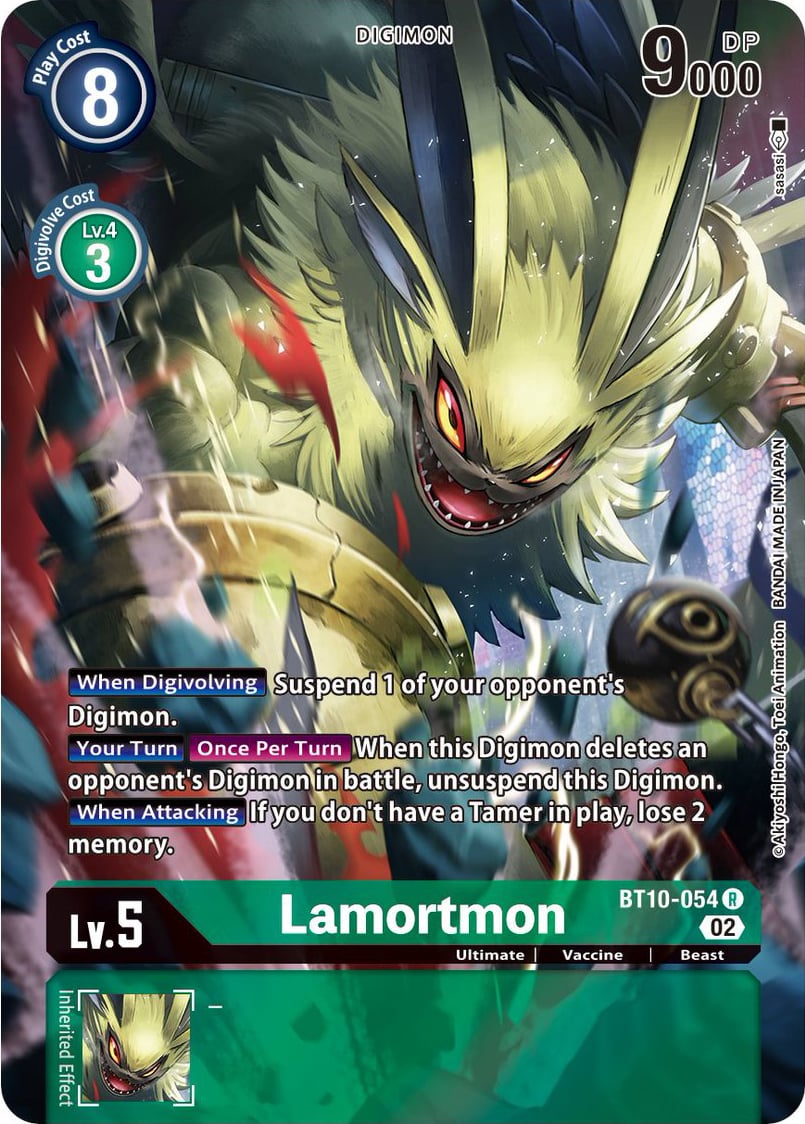 DIGIMON
Play Cost
8
DP
9000
Digivolve Cost
Lv.4
3
sasasi
When Digivolving Suspend 1 of your opponent's
Digimon.
Your Turn Once Per Turn When this Digimon deletes an
opponent's Digimon in battle, unsuspend this Digimon.
When Attacking If you don't have a Tamer in play, lose 2
memory.
©Akiyoshi Hongo, Toei Animation BANDAI MADE IN JAPAN
Lv.5
Lamortmon
BT10-054 R
02
Ultimate | Vaccine | Beast
Inherited Effect
–